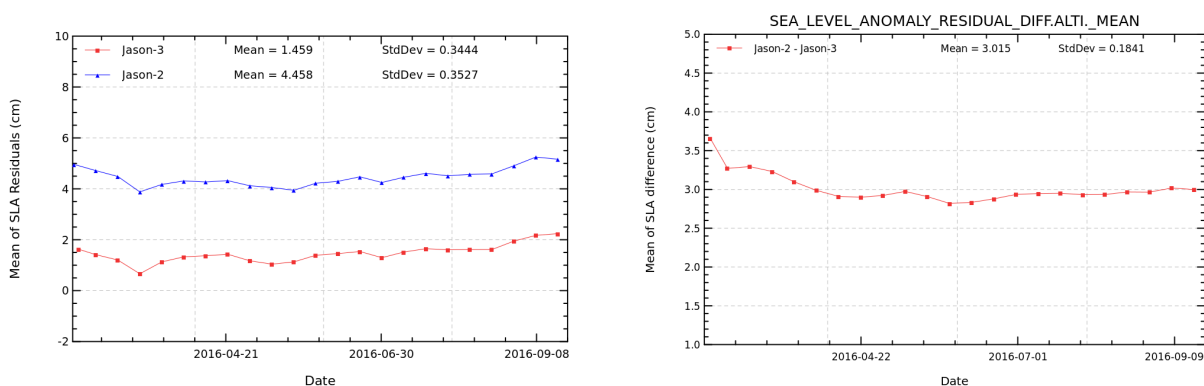 10
8
6
4
2
0
-2
Mean of SLA Residuals (cm)
Jason-3 Mean = 1.459 StdDev = 0.3444
Jason-2 Mean = 4.458 StdDev = 0.3527
2016-04-21 2016-06-30 2016-09-08
Date
SEA_LEVEL_ANOMALY_RESIDUAL_DIFF.ALTI._MEAN
5.0
4.5
4.0
3.5
3.0
2.5
2.0
1.5
1.0
Mean of SLA difference (cm)
Jason-2 - Jason-3 Mean = 3.015 StdDev = 0.1841
2016-04-22 2016-07-01 2016-09-09
Date